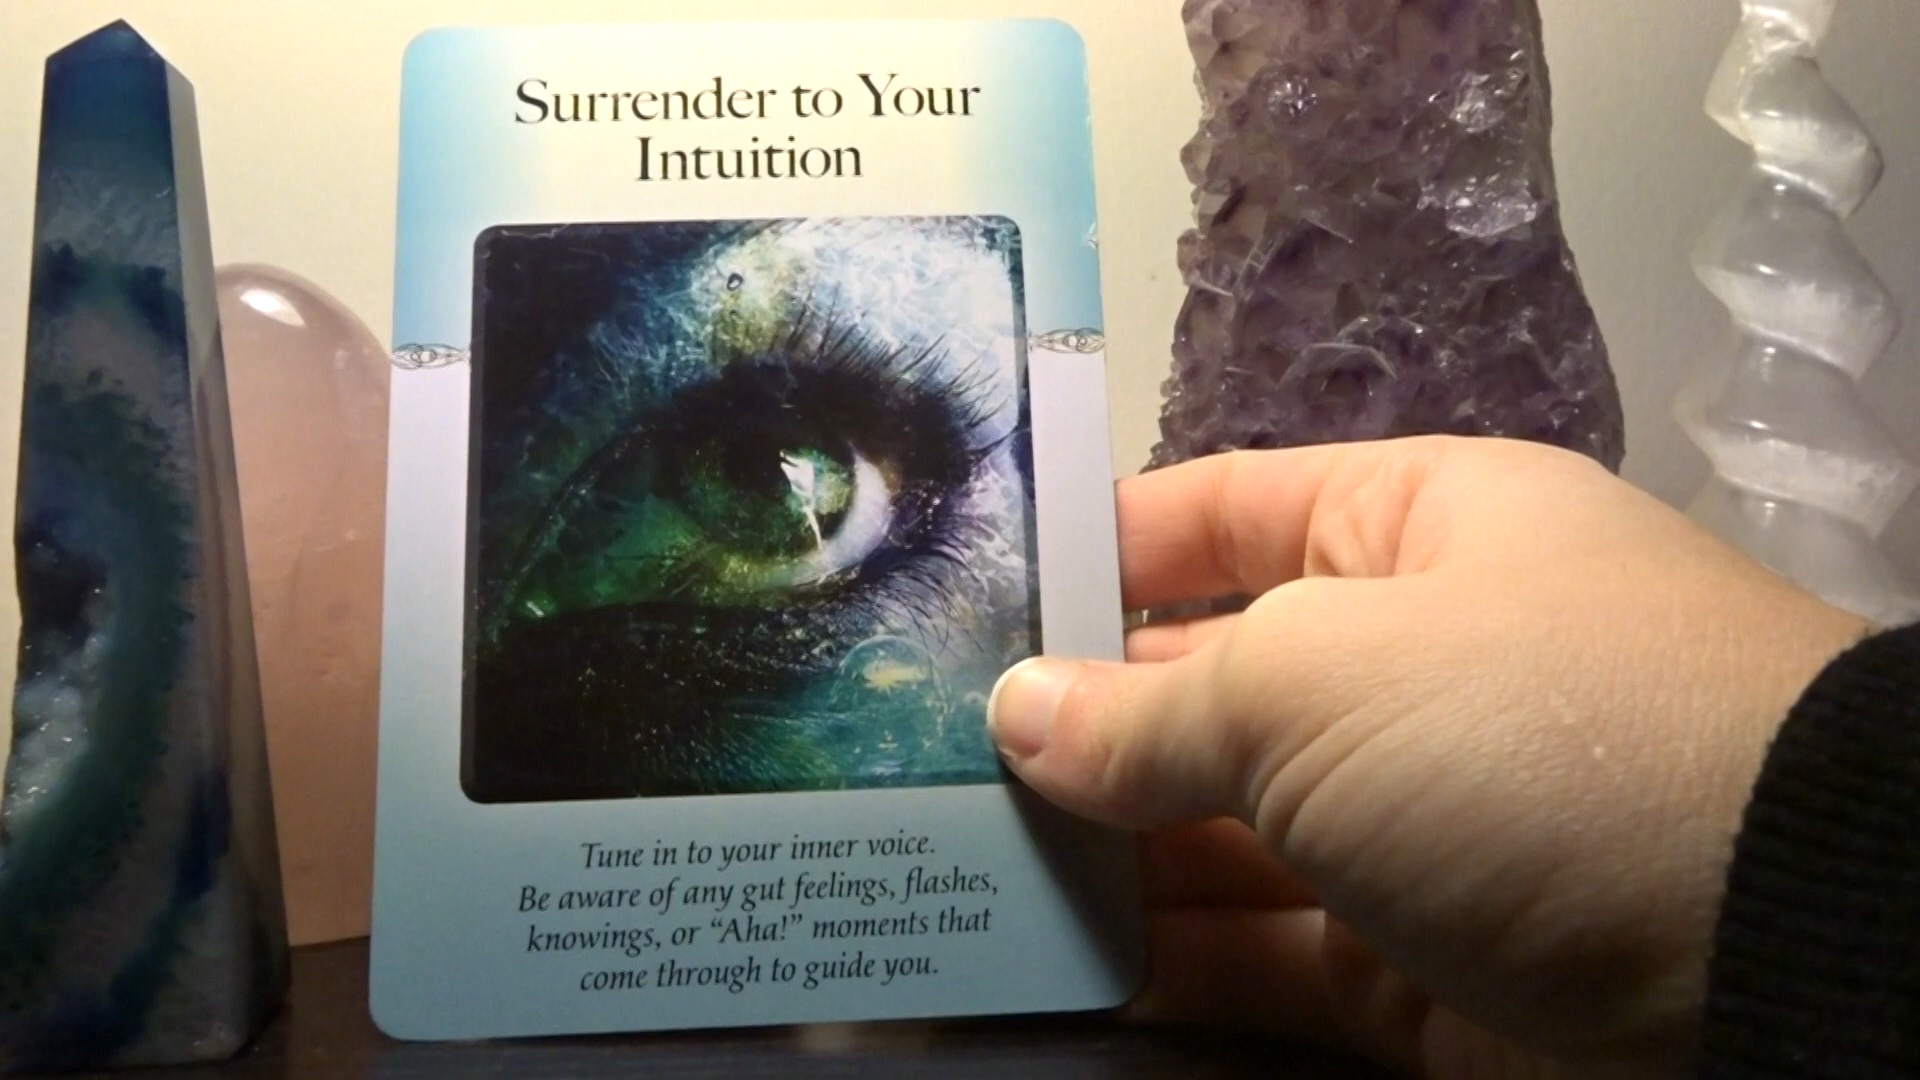 Surrender to Your
Intuition
Tune in to your inner voice.
Be aware of any gut feelings, flashes,
knowings, or “Aha!” moments that
come through to guide you.